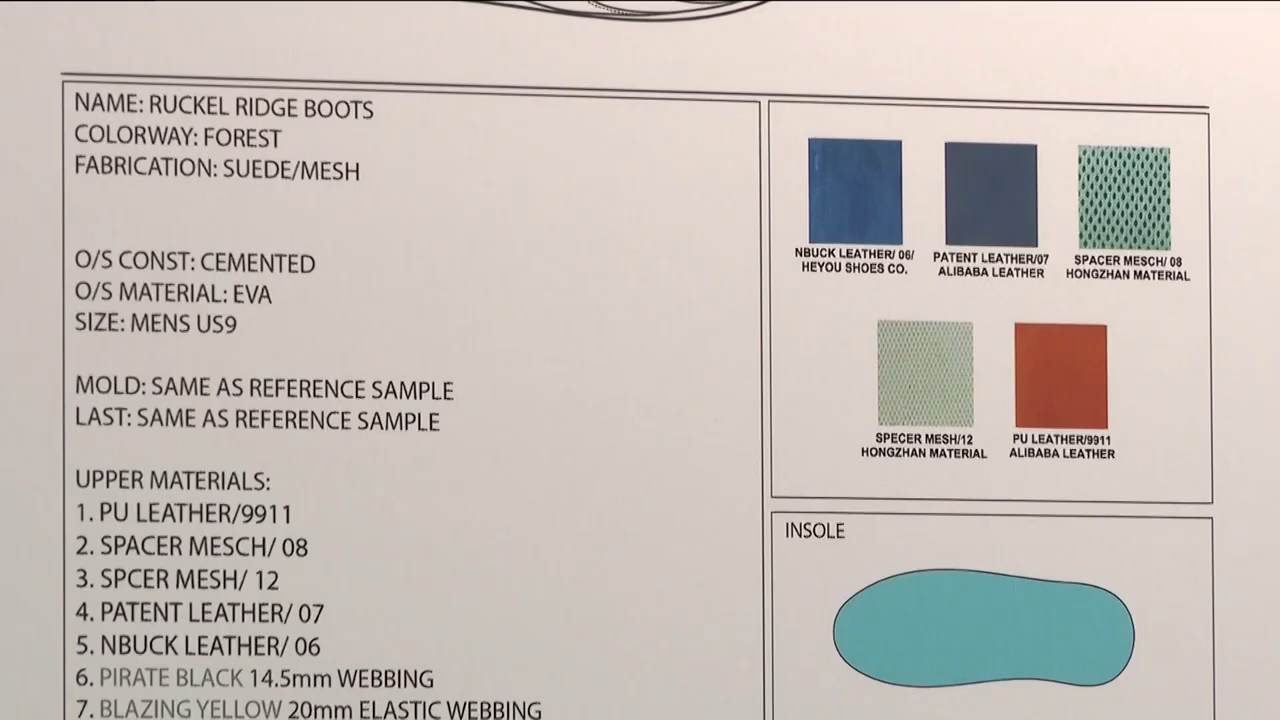 NAME: RUCKEL RIDGE BOOTS
COLORWAY: FOREST
FABRICATION: SUEDE/MESH
O/S CONST: CEMENTED
O/S MATERIAL: EVA
SIZE: MENS US9
MOLD: SAME AS REFERENCE SAMPLE
LAST: SAME AS REFERENCE SAMPLE
UPPER MATERIALS:
1. PU LEATHER/9911
2. SPACER MESCH/ 08
3. SPCER MESH/ 12
4. PATENT LEATHER/ 07
5. NBUCK LEATHER/ 06
6. PIRATE BLACK 14.5mm WEBBING
7. BLAZING YELLOW 20mm ELASTIC WEBBING
NBUCK LEATHER/ 06/
HEYOU SHOES CO.
PATENT LEATHER/07
ALIBABA LEATHER
SPACER MESCH/ 08
HONGZHAN MATERIAL
SPECER MESH/12
HONGZHAN MATERIAL
PU LEATHER/9911
ALIBABA LEATHER
INSOLE